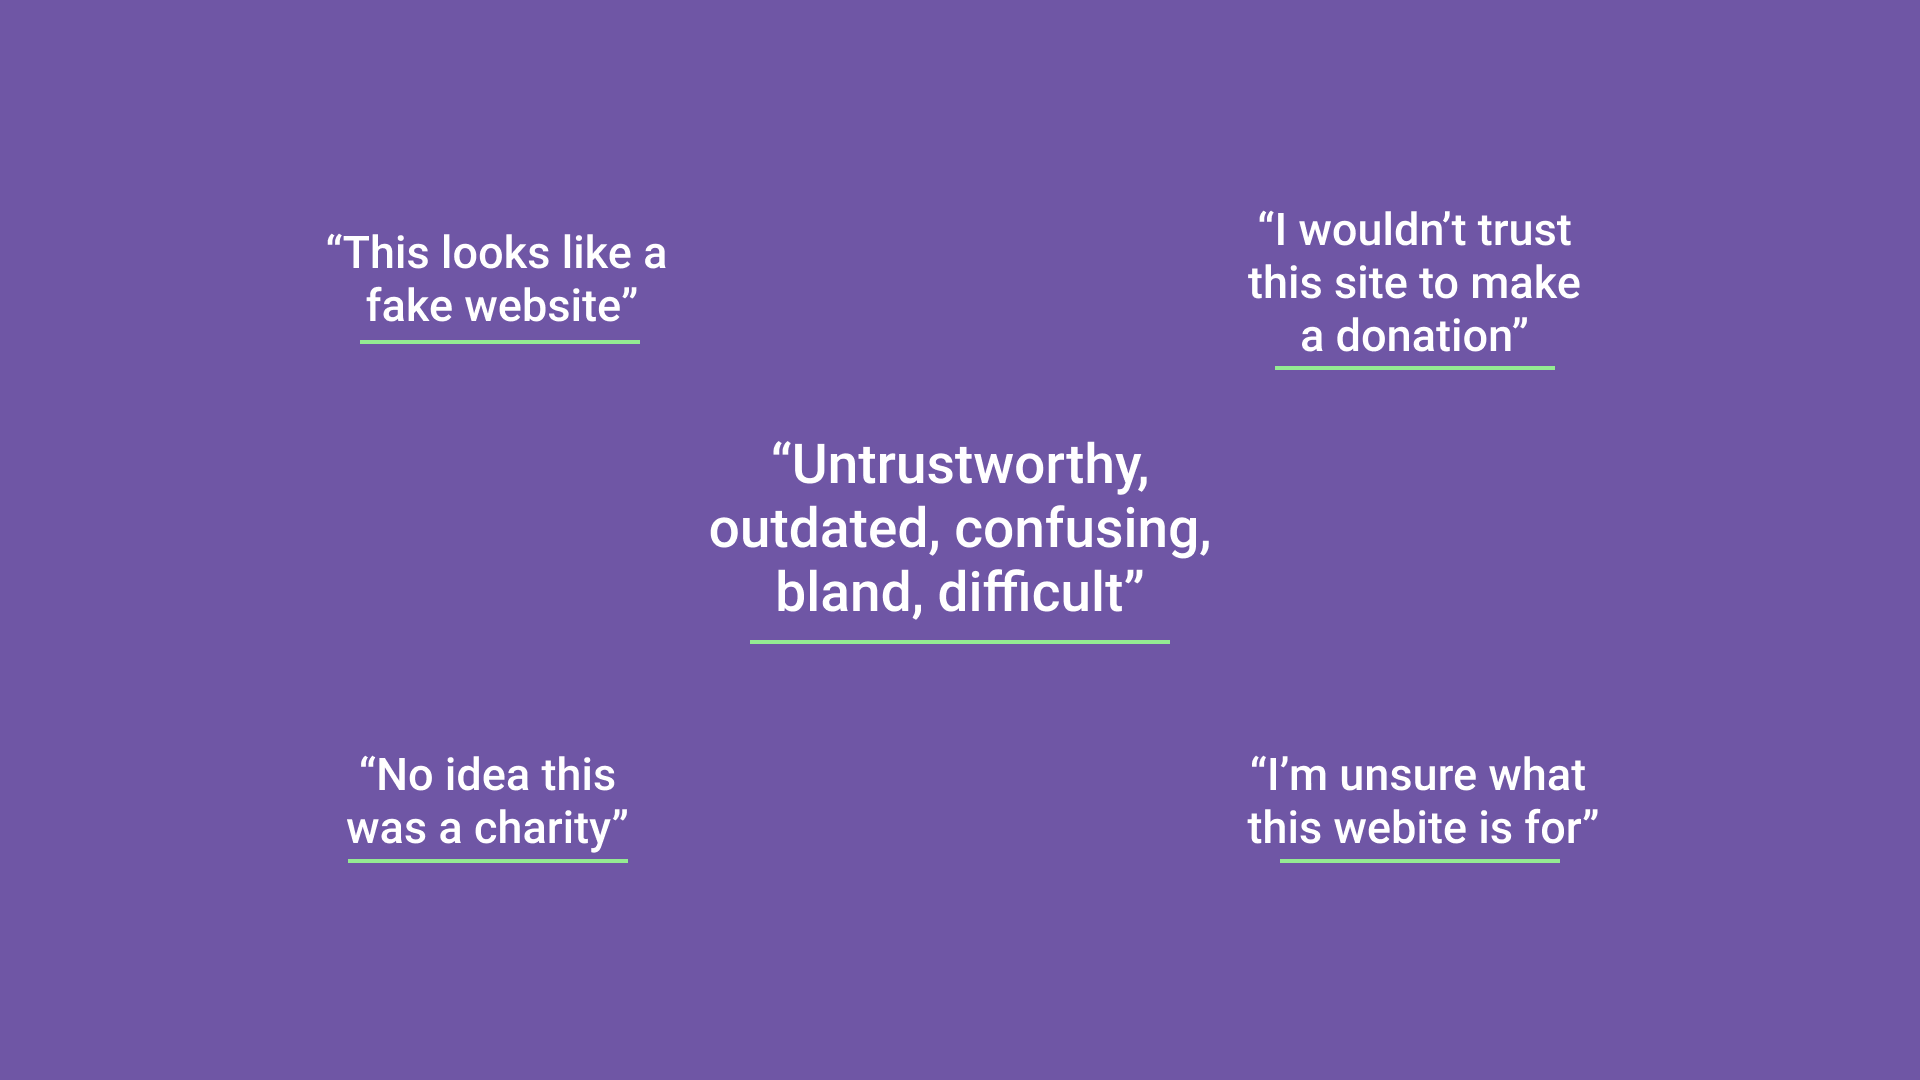 “This looks like a
fake website”
“I wouldn’t trust
this site to make
a donation”
“Untrustworthy,
outdated, confusing,
bland, difficult”
“No idea this
was a charity”
“I’m unsure what
this webite is for”